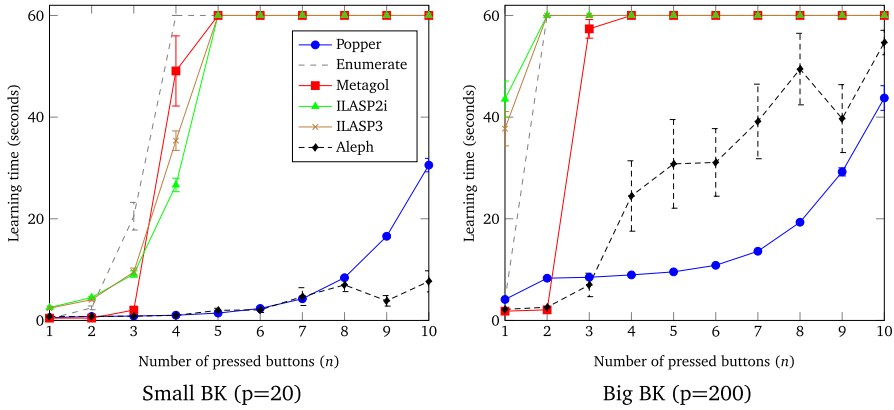 60
40
20
0
Learning time (seconds)
1 2 3 4 5 6 7 8 9 10
Number of pressed buttons (n)
Popper
Enumerate
Metagol
ILASP2i
ILASP3
Aleph
Small BK (p=20)
60
40
20
0
Learning time (seconds)
1 2 3 4 5 6 7 8 9 10
Number of pressed buttons (n)
Big BK (p=200)